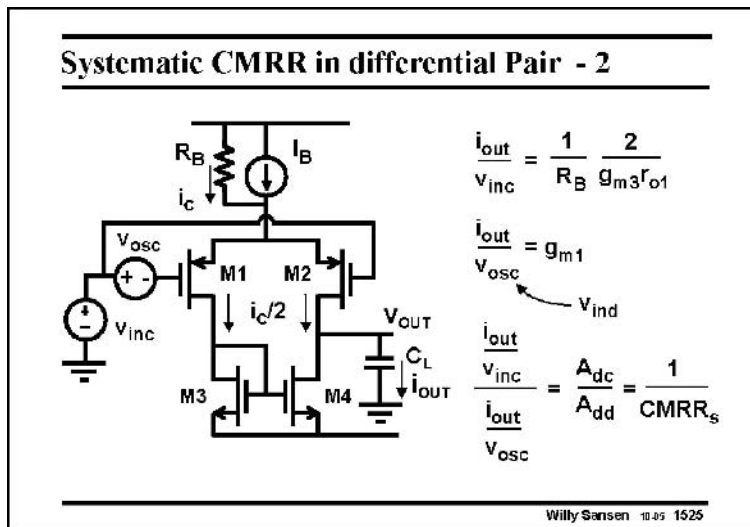 Systematic CMRR in differential Pair - 2
R_B
I_B
i_c
v_osc
+ -
M1
M2
i_c/2
+
-
v_inc
V_OUT
C_L
i_OUT
M3
M4
i_out / v_inc = 1 / R_B 2 / g_m3 r_o1
i_out / v_osc = g_m1
v_ind
i_out / v_inc / i_out / v_osc = A_dc / A_dd = 1 / CMRR_s
Willy Sansen 10-05 1525